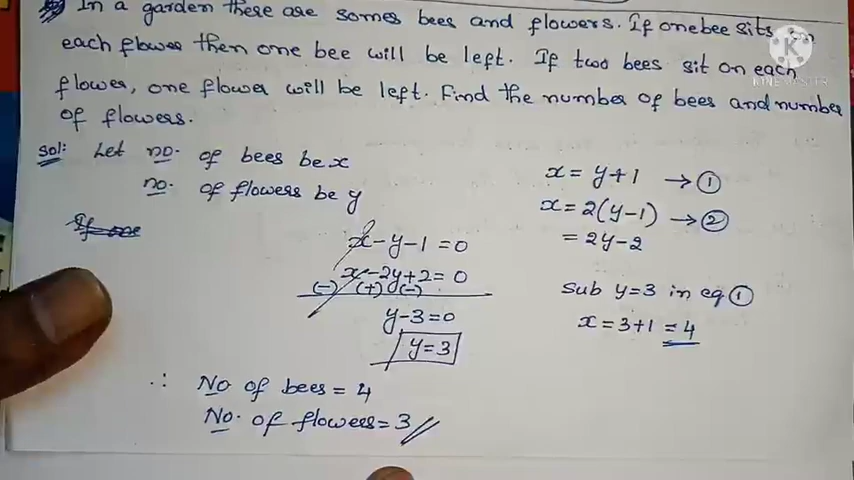 In a garden there are somes bees and flowers. If one bee sits on
each flower then one bee will be left. If two bees sit on each
flower, one flower will be left. Find the number of bees and number
of flowers.
Sol: Let no. of bees be x
no. of flowers be y
If one
x = y+1 → ①
x = 2(y-1) → ②
= 2y-2
x-y-1 = 0
x-2y+2 = 0
(-) (+) (-)
y-3=0
y=3
Sub y=3 in eq ①
x = 3+1 = 4
∴ No of bees = 4
No. of flowers = 3 //
K
KINEMASTER